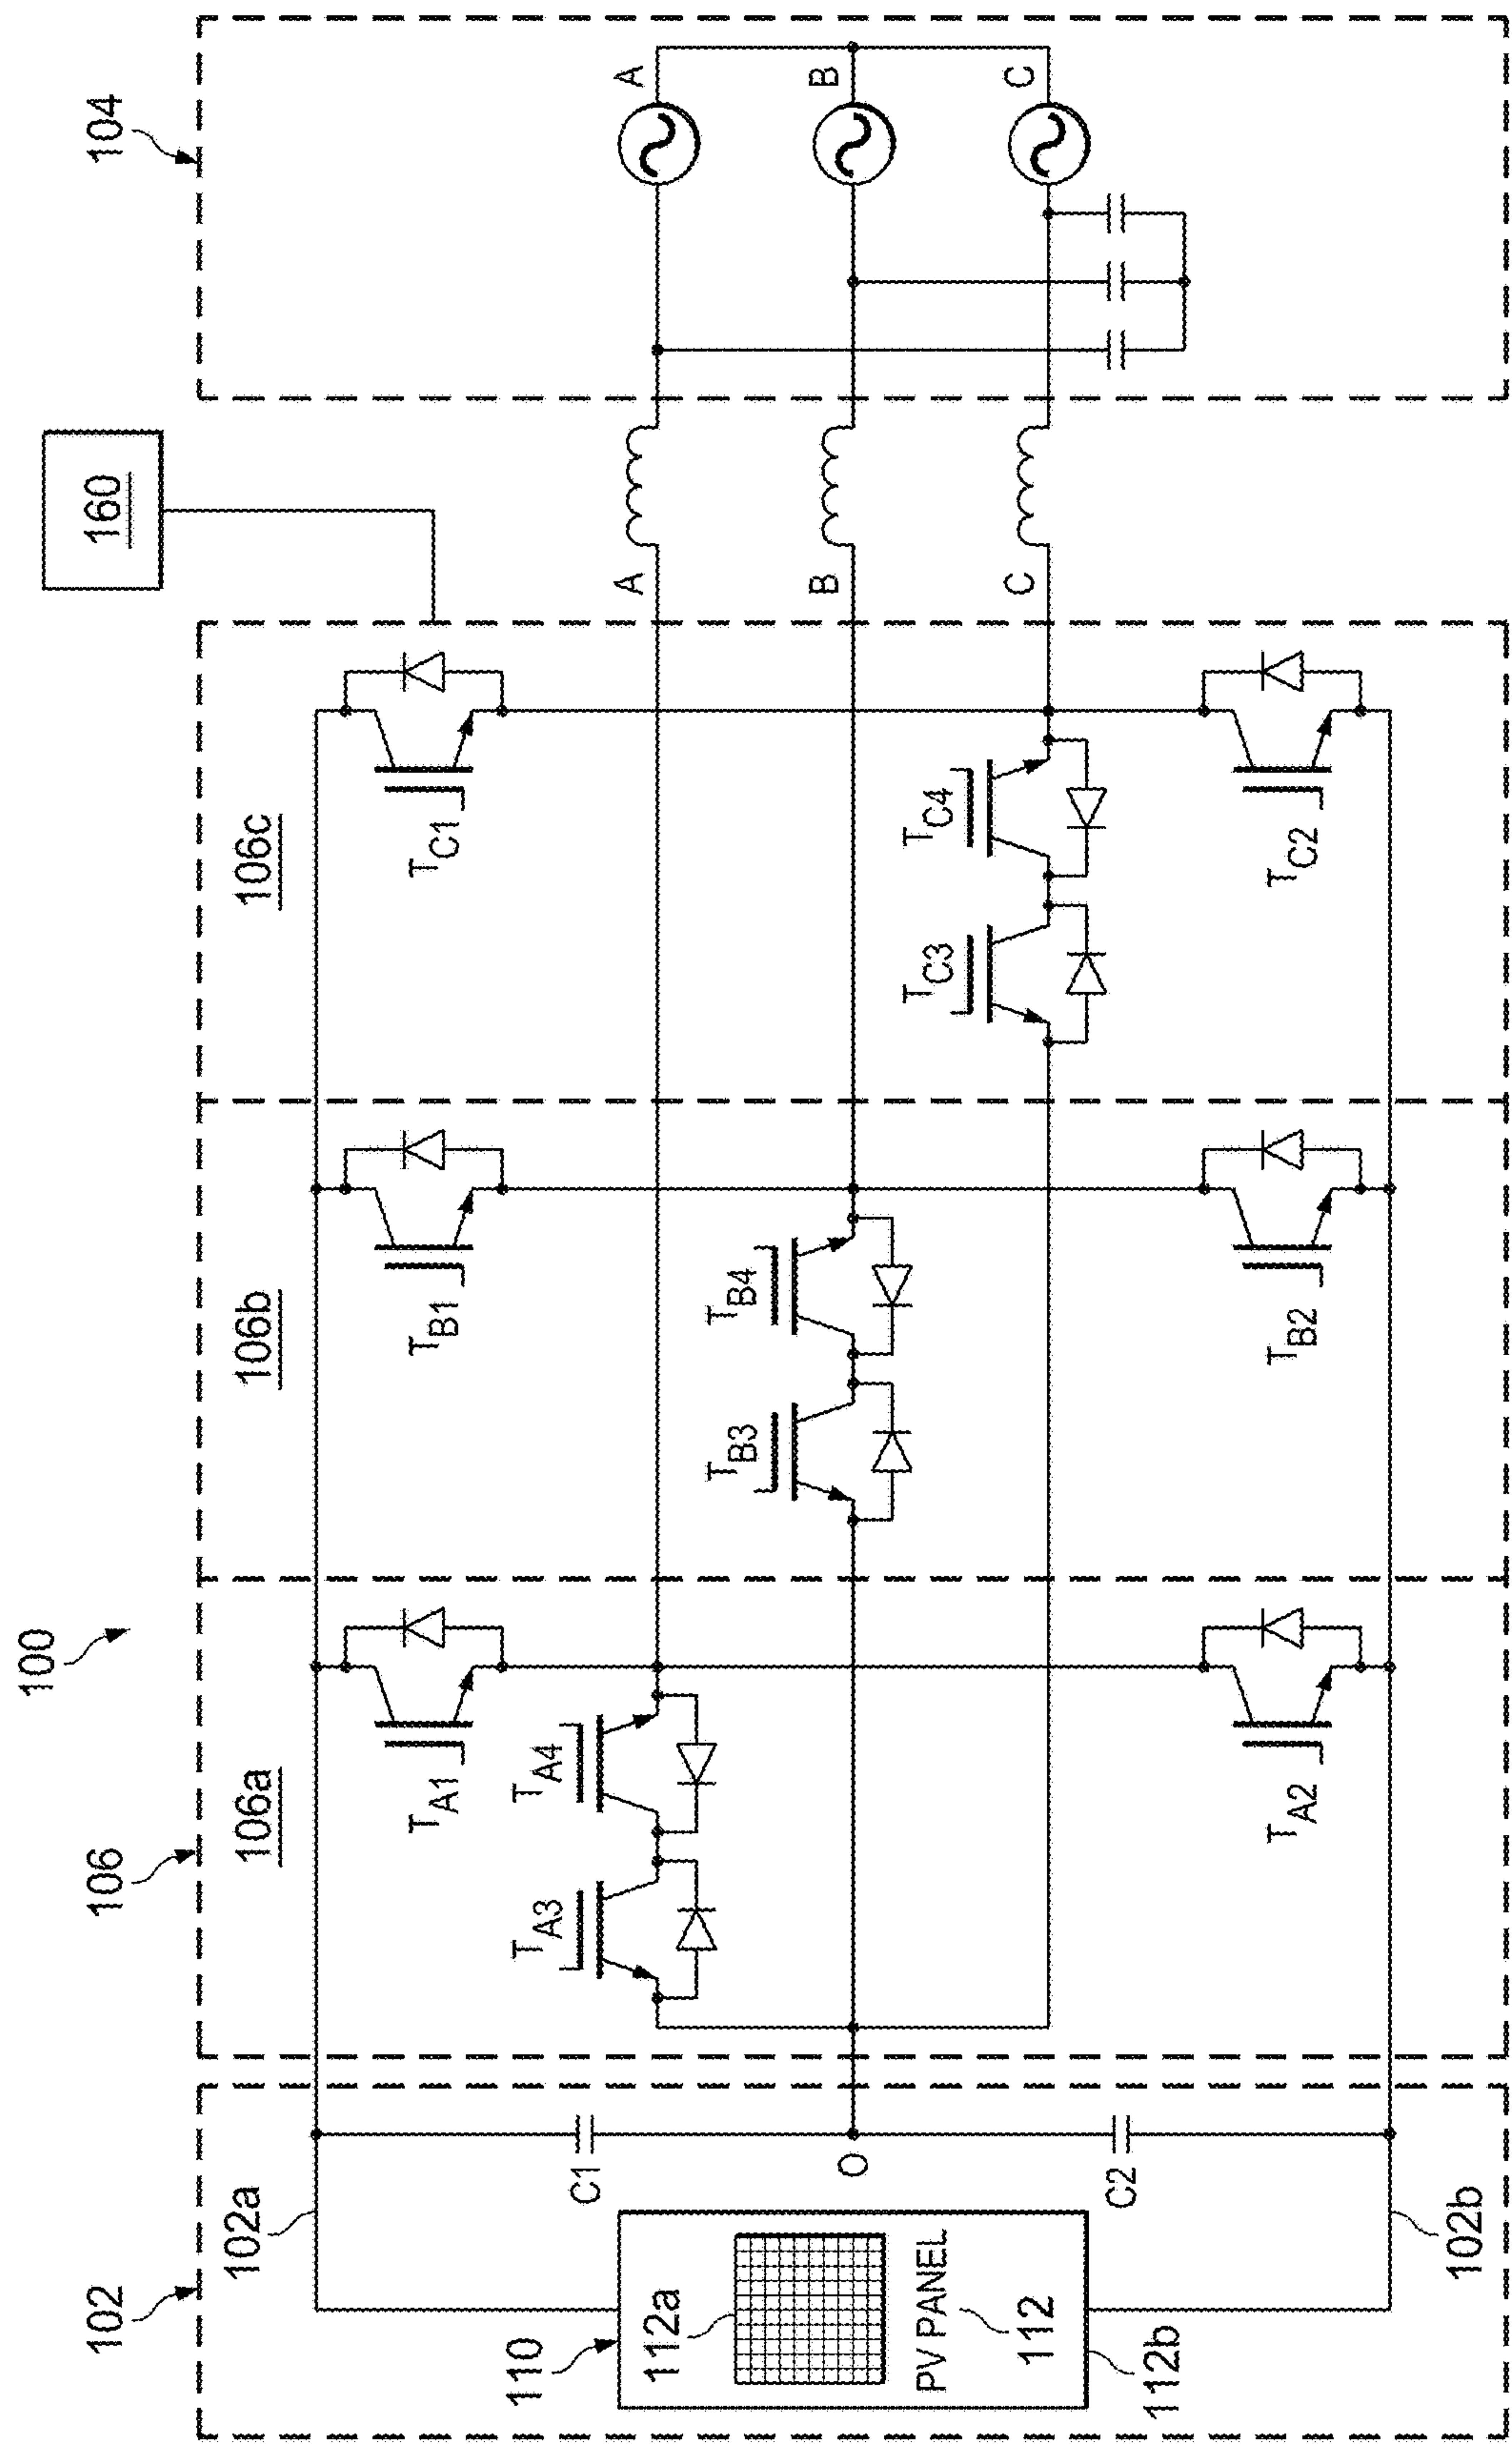 100
102
102a
110
112a
PV PANEL
112
112b
102b
C1
O
C2
106
106a
TA1
TA3
TA4
TA2
106b
TB1
TB3
TB4
TB2
106c
TC1
TC3
TC4
TC2
160
A
B
C
104
A
B
C